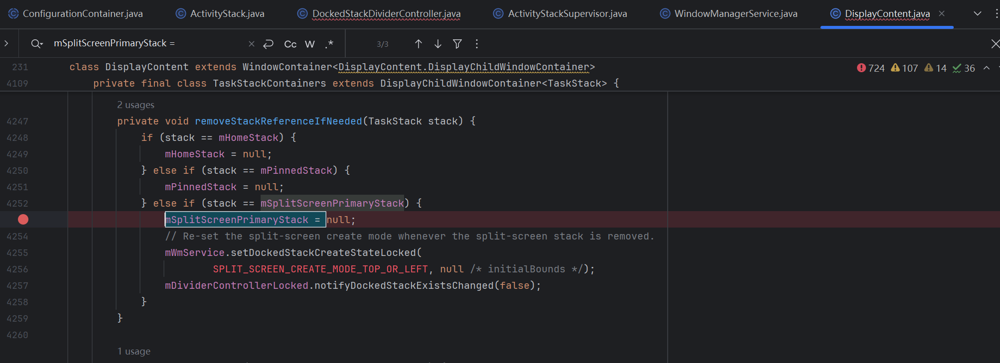 ConfigurationContainer.java ActivityStack.java DockedStackDividerController.java ActivityStackSupervisor.java WindowManagerService.java DisplayContent.java
mSplitScreenPrimaryStack = Cc W .* 3/3
231 class DisplayContent extends WindowContainer<DisplayContent.DisplayChildWindowContainer> 724 107 14 36
4109 private final class TaskStackContainers extends DisplayChildWindowContainer<TaskStack> {
2 usages
4247 private void removeStackReferenceIfNeeded(TaskStack stack) {
4248 if (stack == mHomeStack) {
4249 mHomeStack = null;
4250 } else if (stack == mPinnedStack) {
4251 mPinnedStack = null;
4252 } else if (stack == mSplitScreenPrimaryStack) {
mSplitScreenPrimaryStack = null;
4254 // Re-set the split-screen create mode whenever the split-screen stack is removed.
4255 mWmService.setDockedStackCreateStateLocked(
4256 SPLIT_SCREEN_CREATE_MODE_TOP_OR_LEFT, null /* initialBounds */);
4257 mDividerControllerLocked.notifyDockedStackExistsChanged(false);
4258 }
4259 }
4260
1 usage